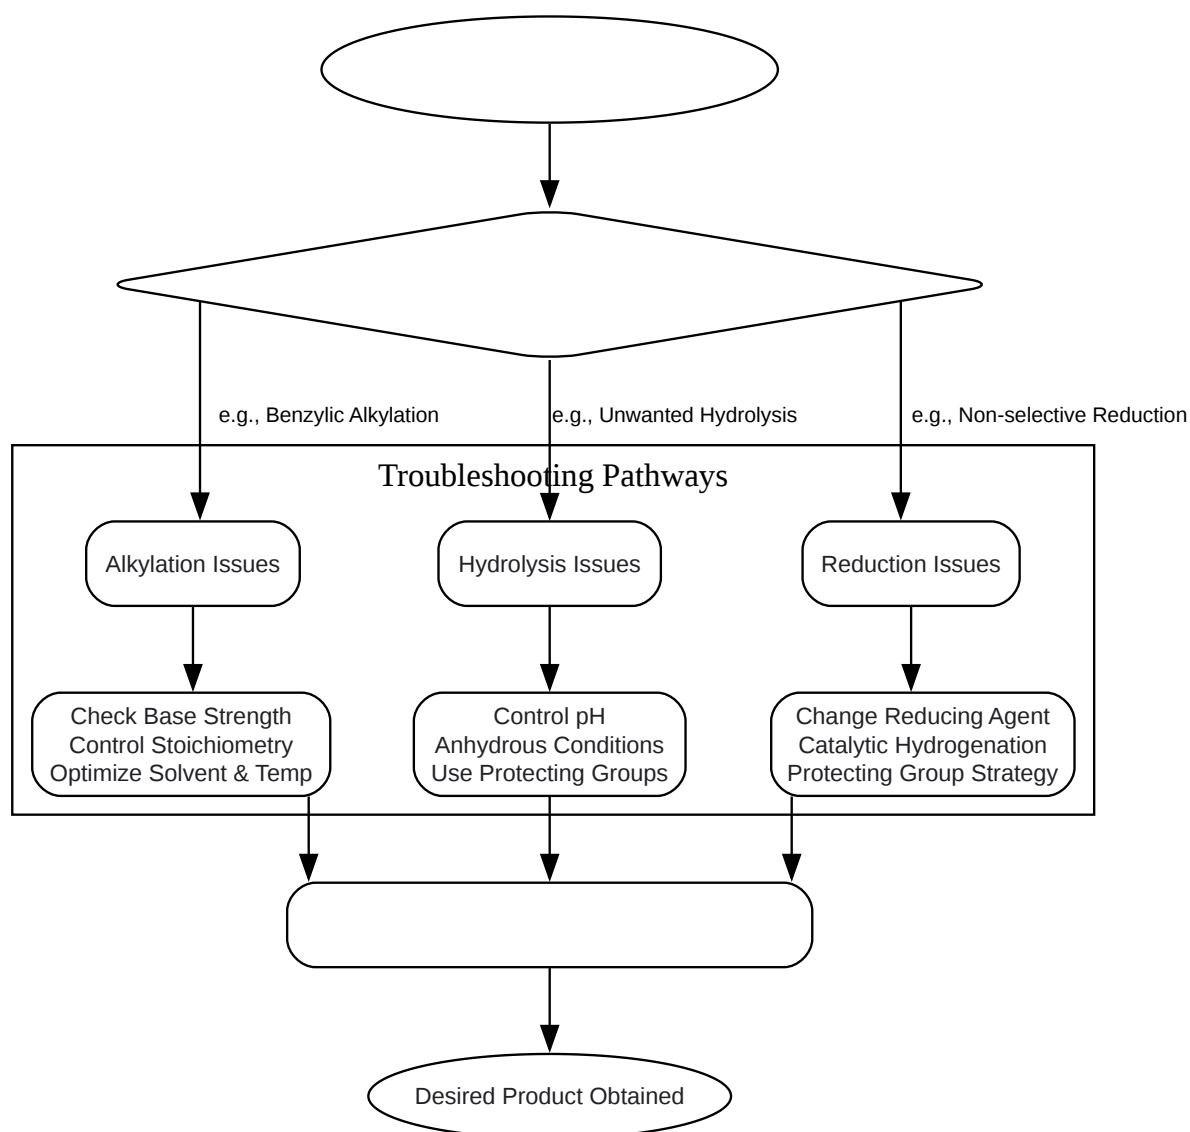 e.g., Benzylic Alkylation
e.g., Unwanted Hydrolysis
e.g., Non-selective Reduction
Troubleshooting Pathways
Alkylation Issues
Hydrolysis Issues
Reduction Issues
Check Base Strength
Control Stoichiometry
Optimize Solvent & Temp
Control pH
Anhydrous Conditions
Use Protecting Groups
Change Reducing Agent
Catalytic Hydrogenation
Protecting Group Strategy
Desired Product Obtained